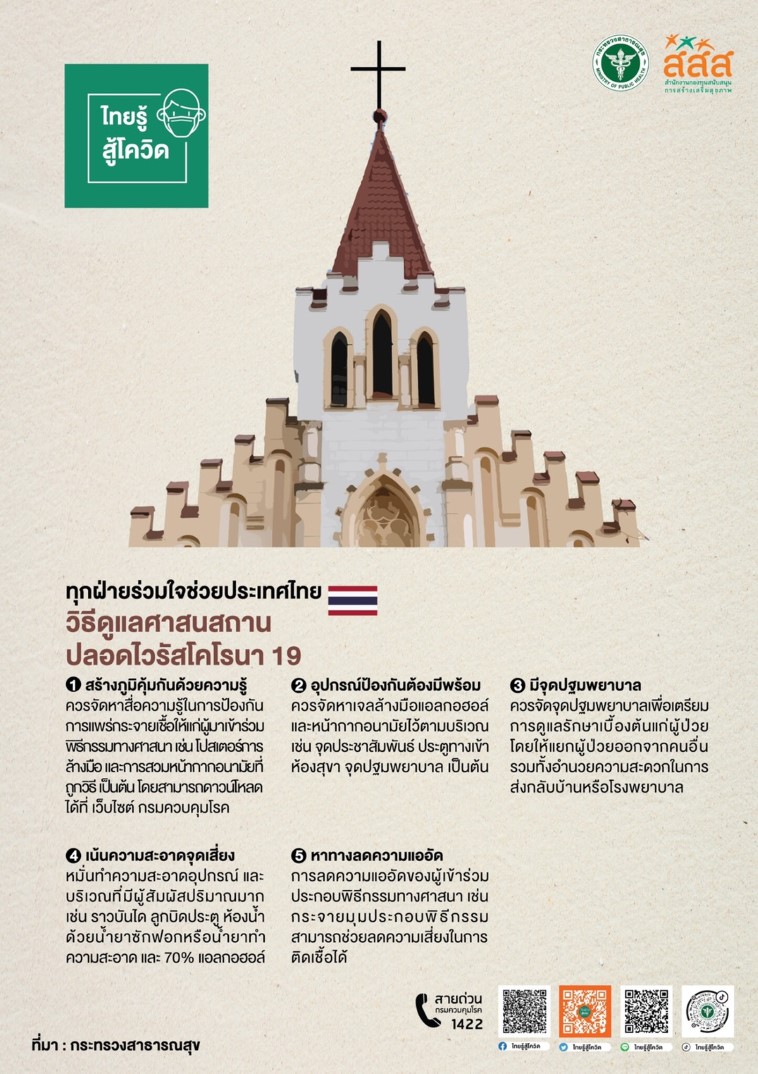 ไทยรู้
สู้โควิด
กระทรวงสาธารณสุข
MINISTRY OF PUBLIC HEALTH
สสส
สำนักงานกองทุนสนับสนุน
การสร้างเสริมสุขภาพ
ทุกฝ่ายร่วมใจช่วยประเทศไทย
วิธีดูแลศาสนสถาน
ปลอดไวรัสโคโรนา 19
1 สร้างภูมิคุ้มกันด้วยความรู้
ควรจัดหาสื่อความรู้ในการป้องกัน
การแพร่กระจายเชื้อให้แก่ผู้มาเข้าร่วม
พิธีกรรมทางศาสนา เช่น โปสเตอร์การ
ล้างมือ และการสวมหน้ากากอนามัยที่
ถูกวิธี เป็นต้น โดยสามารถดาวน์โหลด
ได้ที่ เว็บไซต์ กรมควบคุมโรค
2 อุปกรณ์ป้องกันต้องมีพร้อม
ควรจัดหาเจลล้างมือแอลกอฮอล์
และหน้ากากอนามัยไว้ตามบริเวณ
เช่น จุดประชาสัมพันธ์ ประตูทางเข้า
ห้องสุขา จุดปฐมพยาบาล เป็นต้น
3 มีจุดปฐมพยาบาล
ควรจัดจุดปฐมพยาบาลเพื่อเตรียม
การดูแลรักษาเบื้องต้นแก่ผู้ป่วย
โดยให้แยกผู้ป่วยออกจากคนอื่น
รวมทั้งอำนวยความสะดวกในการ
ส่งกลับบ้านหรือโรงพยาบาล
4 เน้นความสะอาดจุดเสี่ยง
หมั่นทำความสะอาดอุปกรณ์ และ
บริเวณที่มีผู้สัมผัสปริมาณมาก
เช่น ราวบันได ลูกบิดประตู ห้องน้ำ
ด้วยน้ำยาซักฟอกหรือน้ำยาทำ
ความสะอาด และ 70% แอลกอฮอล์
5 หาทางลดความแออัด
การลดความแออัดของผู้เข้าร่วม
ประกอบพิธีกรรมทางศาสนา เช่น
กระจายมุมประกอบพิธีกรรม
สามารถช่วยลดความเสี่ยงในการ
ติดเชื้อได้
สายด่วน
กรมควบคุมโรค
1422
ไทยรู้สู้โควิด
ไทยรู้สู้โควิด
ไทยรู้สู้โควิด
ไทยรู้สู้โควิด
ที่มา : กระทรวงสาธารณสุข